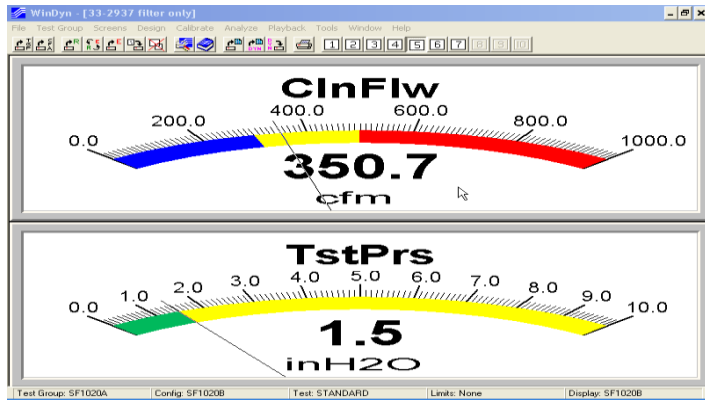 WinDyn - [33-2937 filter only]
File Test Group Screens Design Calibrate Analyze Playback Tools Window Help
1 2 3 4 5 6 7 8 9 10
ClnFlw
0.0 200.0 400.0 600.0 800.0 1000.0
350.7
cfm
TstPrs
0.0 1.0 2.0 3.0 4.0 5.0 6.0 7.0 8.0 9.0 10.0
1.5
inH2O
Test Group: SF1020A Config: SF1020B Test: STANDARD Limits: None Display: SF1020B